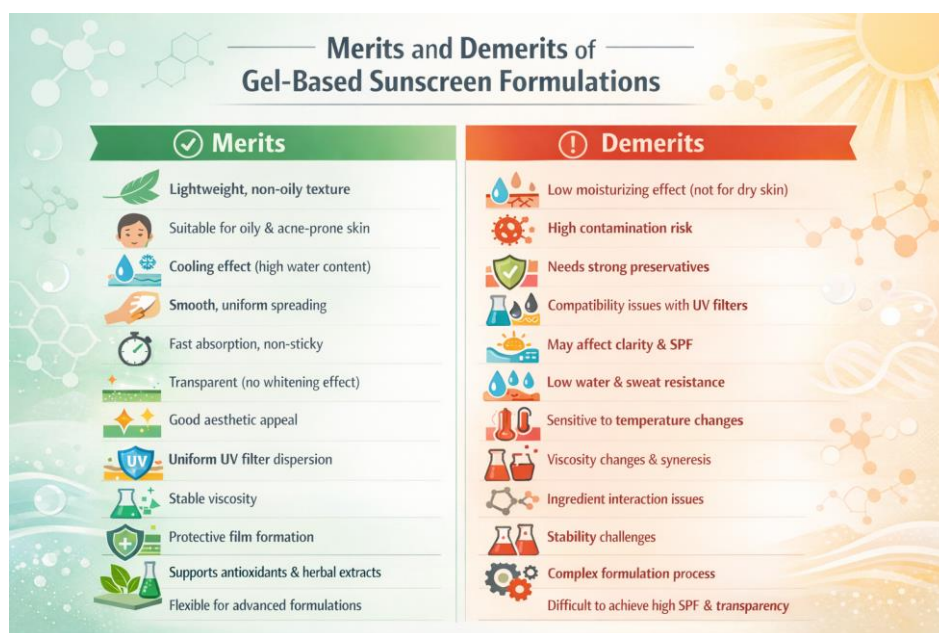 Merits and Demerits of
Gel-Based Sunscreen Formulations
Merits
Lightweight, non-oily texture
Suitable for oily & acne-prone skin
Cooling effect (high water content)
Smooth, uniform spreading
Fast absorption, non-sticky
Transparent (no whitening effect)
Good aesthetic appeal
UV
Uniform UV filter dispersion
Stable viscosity
Protective film formation
Supports antioxidants & herbal extracts
Flexible for advanced formulations
Demerits
Low moisturizing effect (not for dry skin)
High contamination risk
Needs strong preservatives
Compatibility issues with UV filters
May affect clarity & SPF
Low water & sweat resistance
Sensitive to temperature changes
Viscosity changes & syneresis
Ingredient interaction issues
Stability challenges
Complex formulation process
Difficult to achieve high SPF & transparency